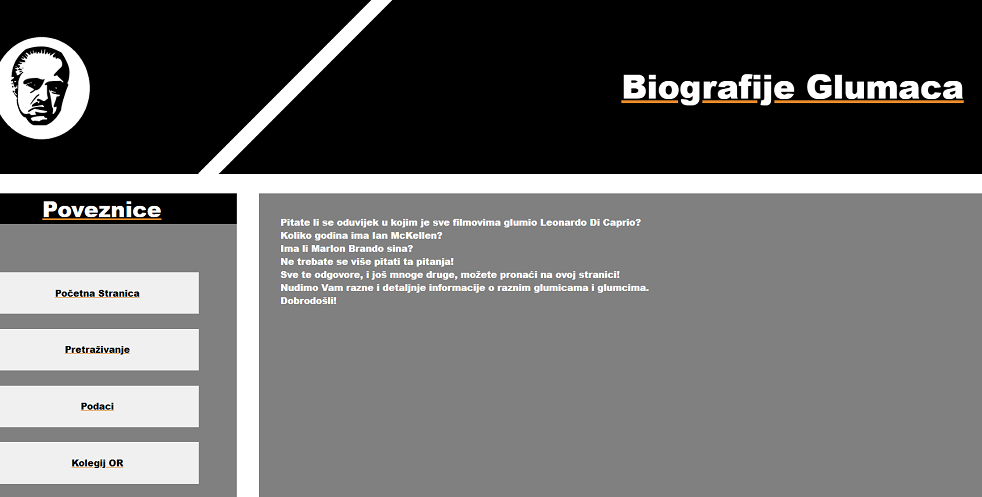 Biografije Glumaca
Poveznice
Početna Stranica
Pretraživanje
Podaci
Kolegij OR
Pitate li se oduvijek u kojim je sve filmovima glumio Leonardo Di Caprio?
Koliko godina ima Ian McKellen?
Ima li Marlon Brando sina?
Ne trebate se više pitati ta pitanja!
Sve te odgovore, i još mnoge druge, možete pronaći na ovoj stranici!
Nudimo Vam razne i detaljnje informacije o raznim glumicama i glumcima.
Dobrodošli!